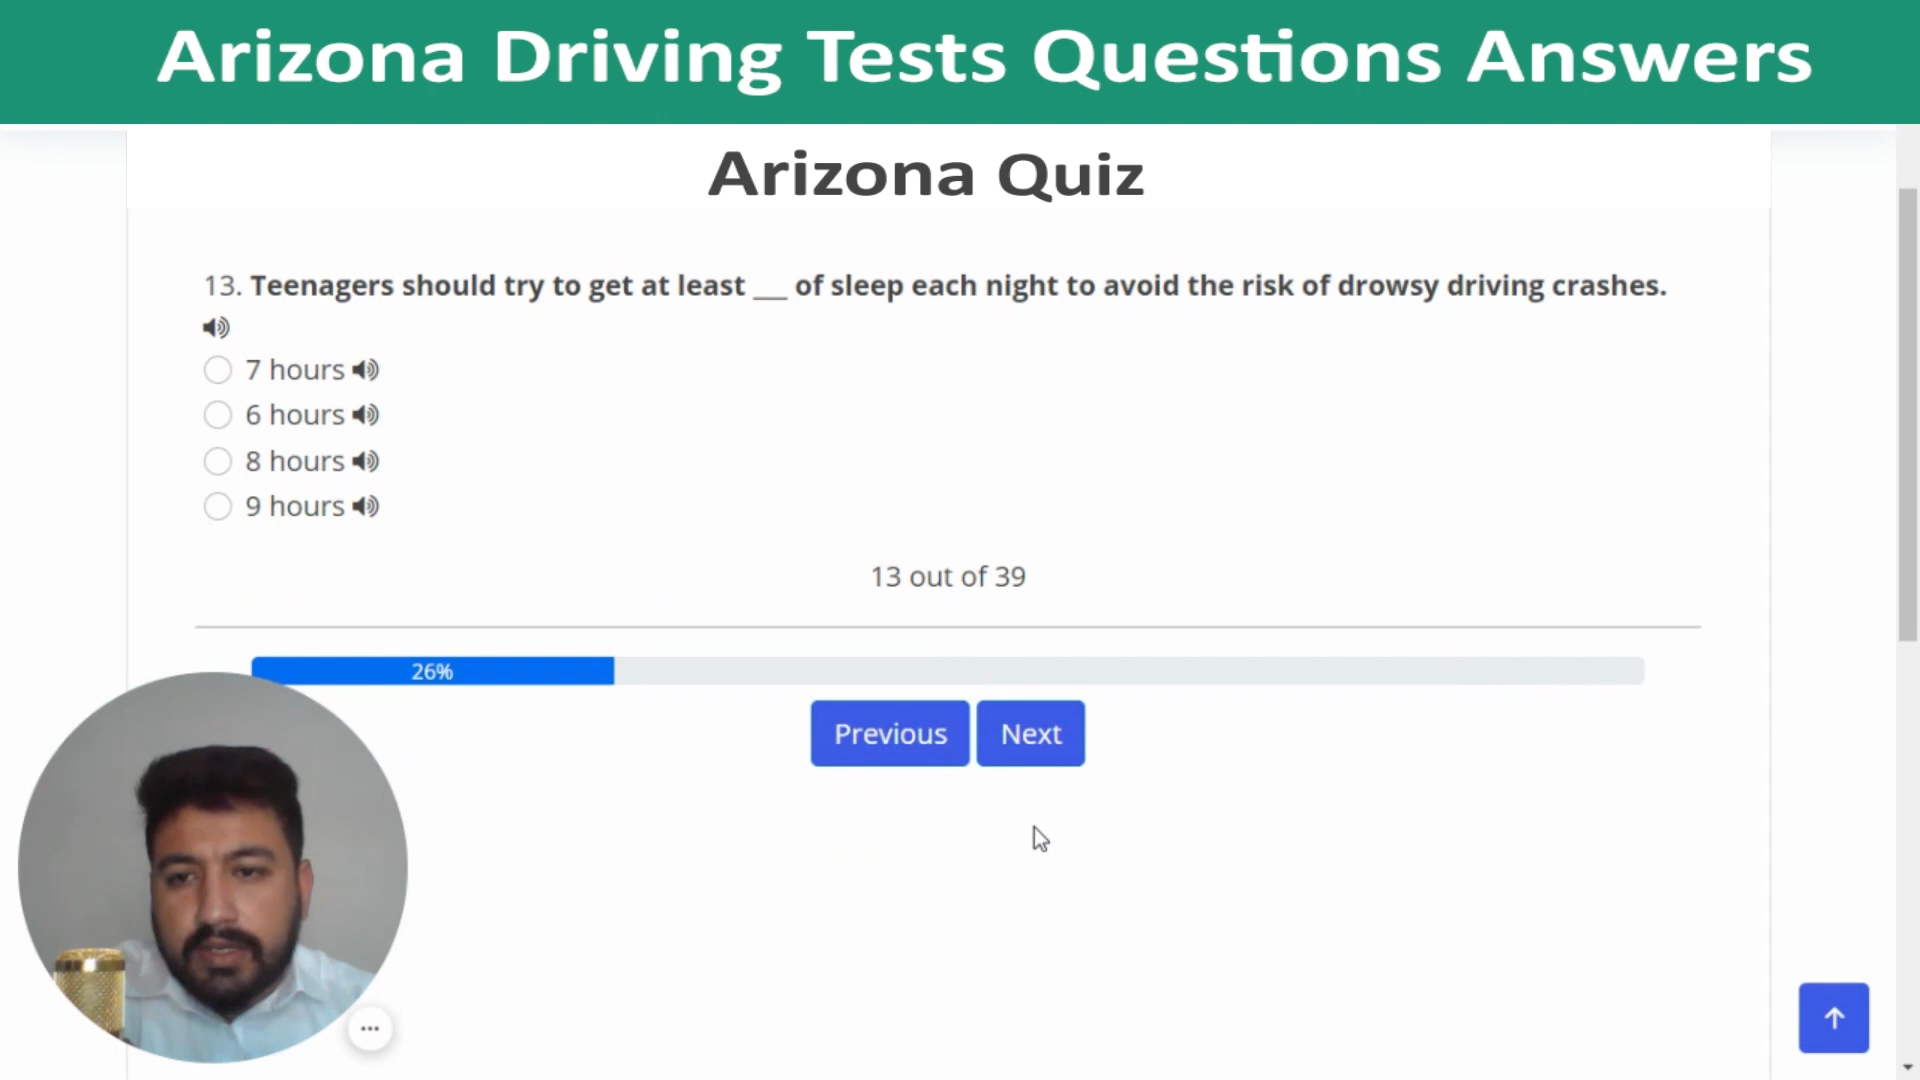 Arizona Driving Tests Questions Answers
Arizona Quiz
13. Teenagers should try to get at least ___ of sleep each night to avoid the risk of drowsy driving crashes.
7 hours
6 hours
8 hours
9 hours
13 out of 39
26%
Previous Next
...